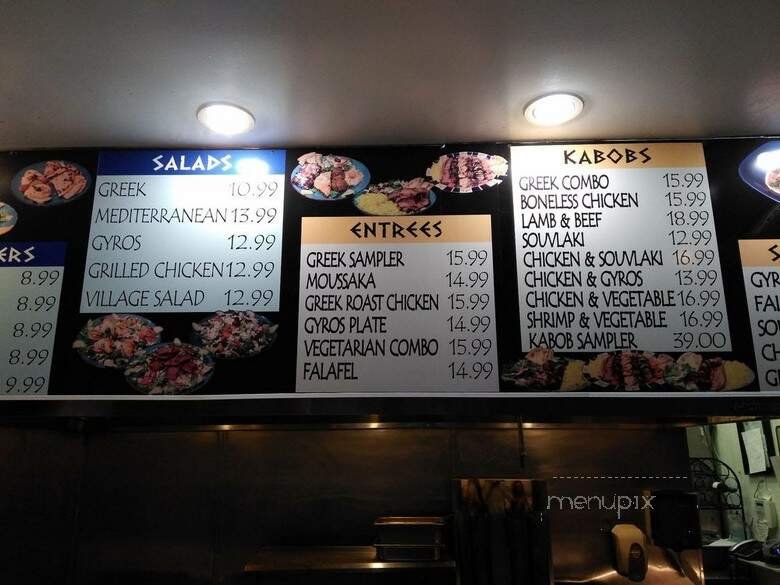 ERS
8.99
8.99
8.99
8.99
9.99
SALADS
GREEK 10.99
MEDITERRANEAN 13.99
GYROS 12.99
GRILLED CHICKEN 12.99
VILLAGE SALAD 12.99
ENTREES
GREEK SAMPLER 15.99
MOUSSAKA 14.99
GREEK ROAST CHICKEN 15.99
GYROS PLATE 14.99
VEGETARIAN COMBO 15.99
FALAFEL 14.99
KABOBS
GREEK COMBO 15.99
BONELESS CHICKEN 15.99
LAMB & BEEF 18.99
SOUVLAKI 12.99
CHICKEN & SOUVLAKI 16.99
CHICKEN & GYROS 13.99
CHICKEN & VEGETABLE 16.99
SHRIMP & VEGETABLE 16.99
KABOB SAMPLER 39.00
S
GYR
FA
SO
CH
G
menupix